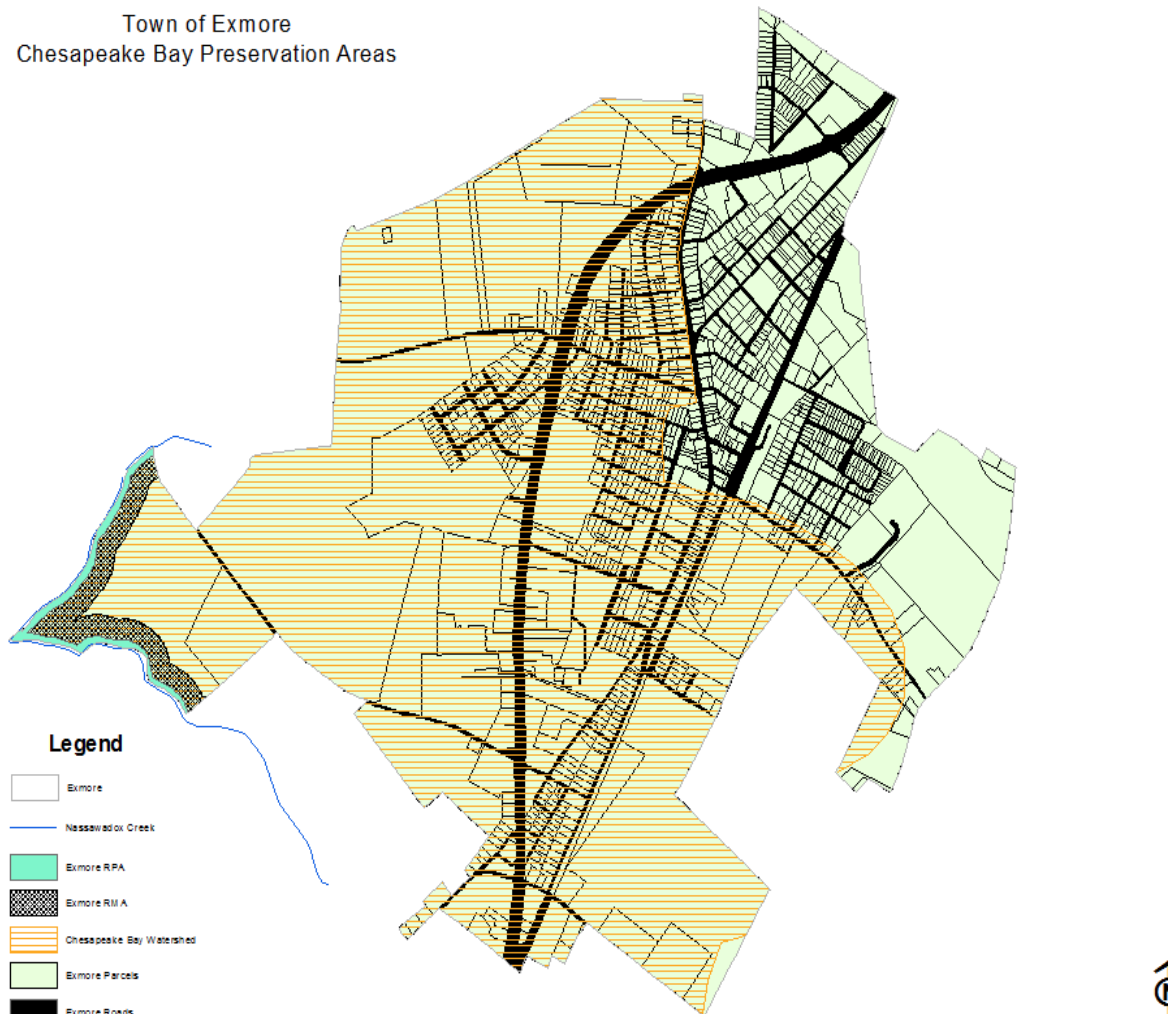 Town of Exmore
Chesapeake Bay Preservation Areas
Legend
Exmore
Nassawadox Creek
Exmore RPA
Exmore RMA
Chesapeake Bay Watershed
Exmore Parcels
Exmore Roads
N